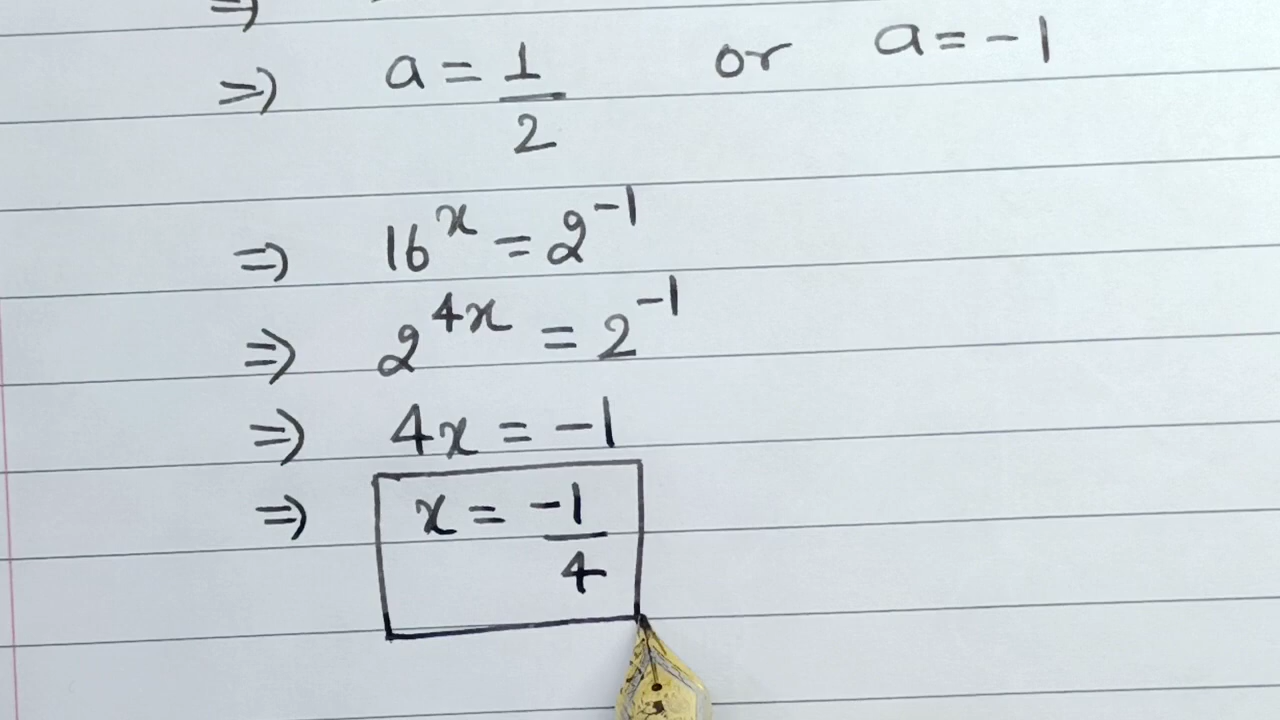 ⇒
⇒ a = 1/2 or a = -1
⇒ 16^x = 2^-1
⇒ 2^4x = 2^-1
⇒ 4x = -1
⇒ x = -1/4